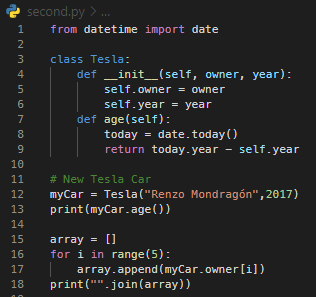 second.py > ...
1 from datetime import date
2
3 class Tesla:
4     def __init__(self, owner, year):
5         self.owner = owner
6         self.year = year
7     def age(self):
8         today = date.today()
9         return today.year - self.year
10
11 # New Tesla Car
12 myCar = Tesla("Renzo Mondragón",2017)
13 print(myCar.age())
14
15 array = []
16 for i in range(5):
17     array.append(myCar.owner[i])
18 print("".join(array))